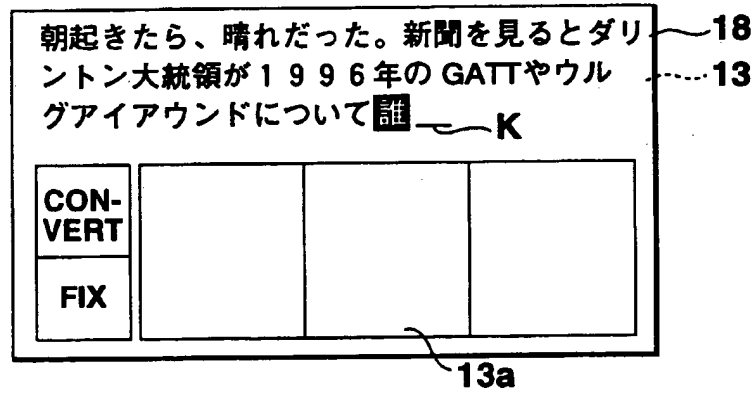 朝起きたら、晴れだった。新聞を見るとダリ
ントン大統領が１９９６年の GATTやウル
グアイアウンドについて誰
18
13
K
CON-
VERT
FIX
13a